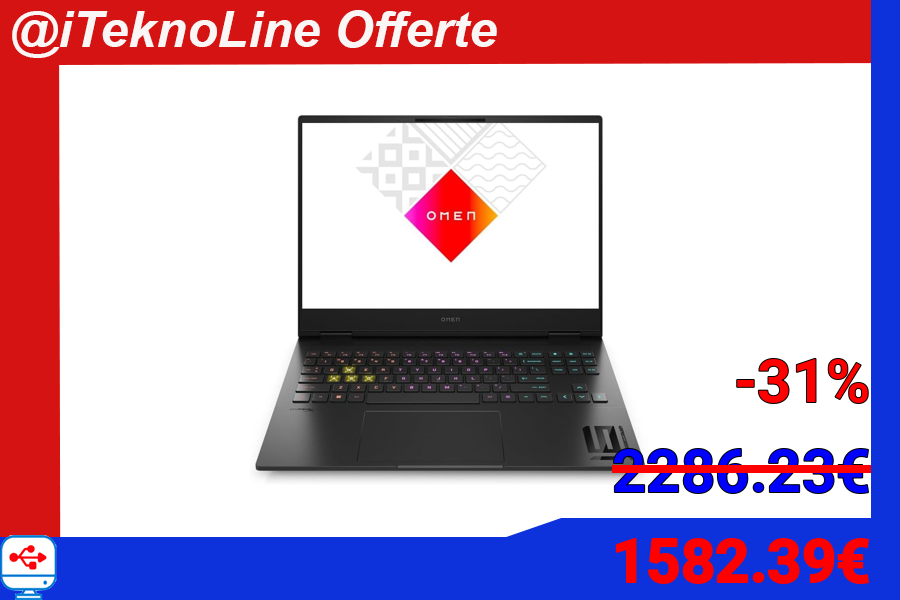 @iTeknoLine Offerte
OMEN
OMEN
-31%
2286.23€
1582.39€